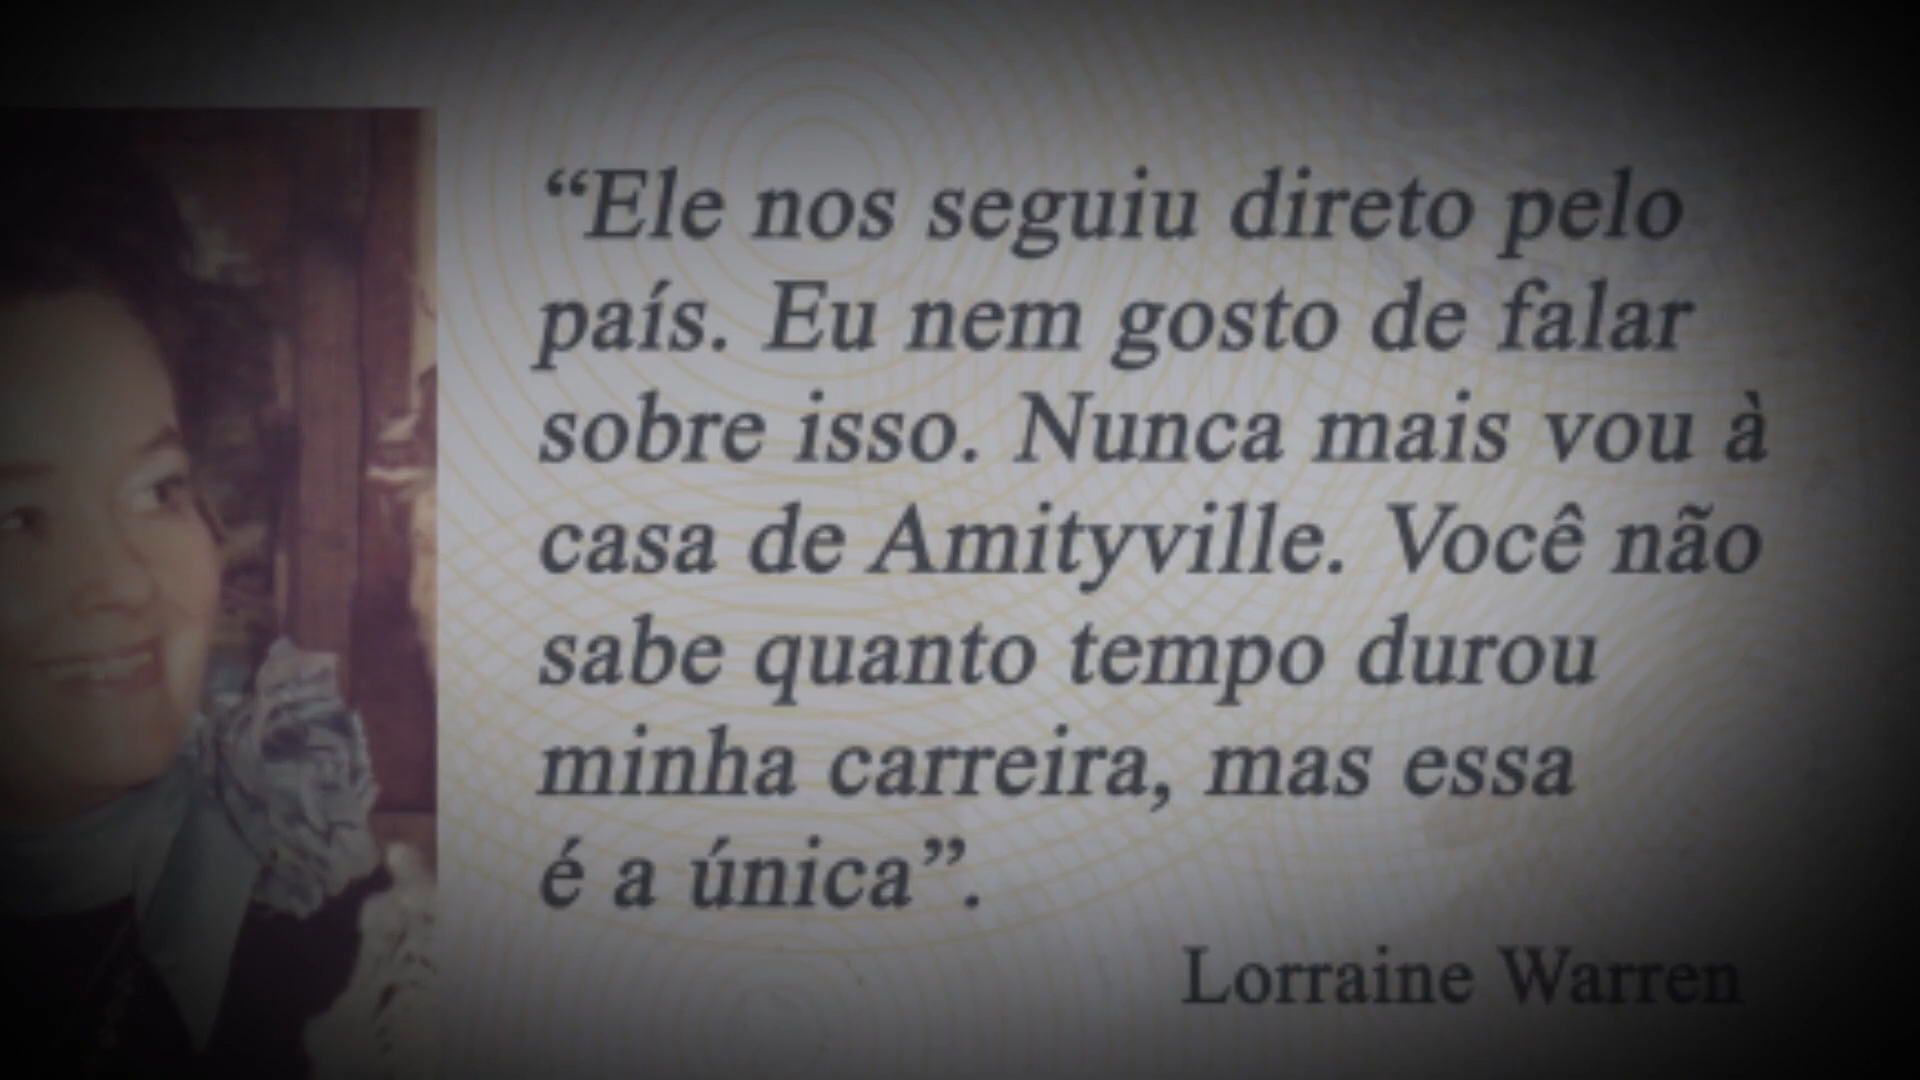 “Ele nos seguiu direto pelo
país. Eu nem gosto de falar
sobre isso. Nunca mais vou à
casa de Amityville. Você não
sabe quanto tempo durou
minha carreira, mas essa
é a única”.
Lorraine Warren